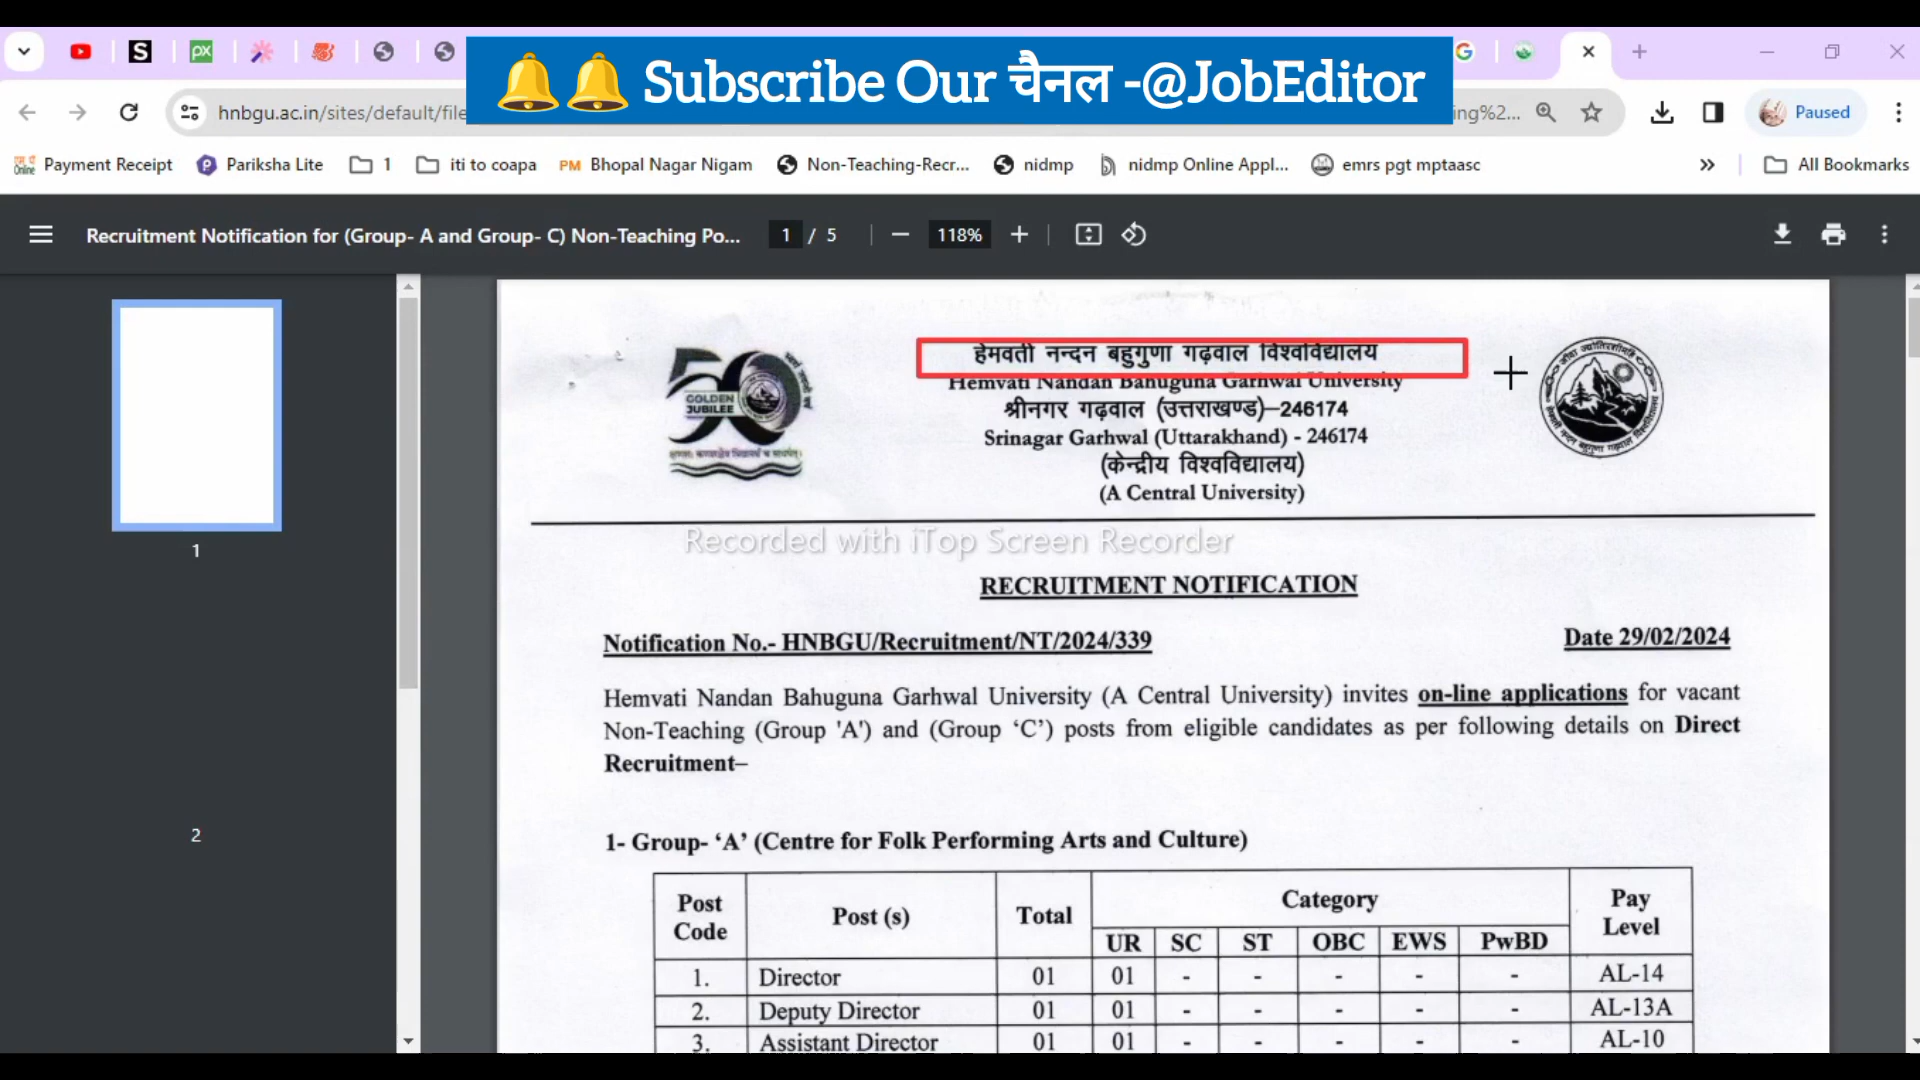 Subscribe Our चैनल -@JobEditor
hnbgu.ac.in/sites/default/file
ing%2...
Paused
Payment Receipt
Pariksha Lite
1
iti to coapa
PM Bhopal Nagar Nigam
Non-Teaching-Recr...
nidmp
nidmp Online Appl...
emrs pgt mptaasc
All Bookmarks
Recruitment Notification for (Group- A and Group- C) Non-Teaching Po...
1 / 5
118%
1
2
GOLDEN
JUBILEE
हेमवती नन्दन बहुगुणा गढ़वाल विश्वविद्यालय
Hemvati Nandan Bahuguna Garhwal University
श्रीनगर गढ़वाल (उत्तराखण्ड)–246174
Srinagar Garhwal (Uttarakhand) - 246174
(केन्द्रीय विश्वविद्यालय)
(A Central University)
Recorded with iTop Screen Recorder
RECRUITMENT NOTIFICATION
Notification No.- HNBGU/Recruitment/NT/2024/339
Date 29/02/2024
Hemvati Nandan Bahuguna Garhwal University (A Central University) invites on-line applications for vacant
Non-Teaching (Group 'A') and (Group ‘C’) posts from eligible candidates as per following details on Direct
Recruitment–
1- Group- ‘A’ (Centre for Folk Performing Arts and Culture)
Post Code Post (s) Total Category Pay Level
UR SC ST OBC EWS PwBD
1. Director 01 01 - - - - - AL-14
2. Deputy Director 01 01 - - - - - AL-13A
3. Assistant Director 01 01 - - - - - AL-10